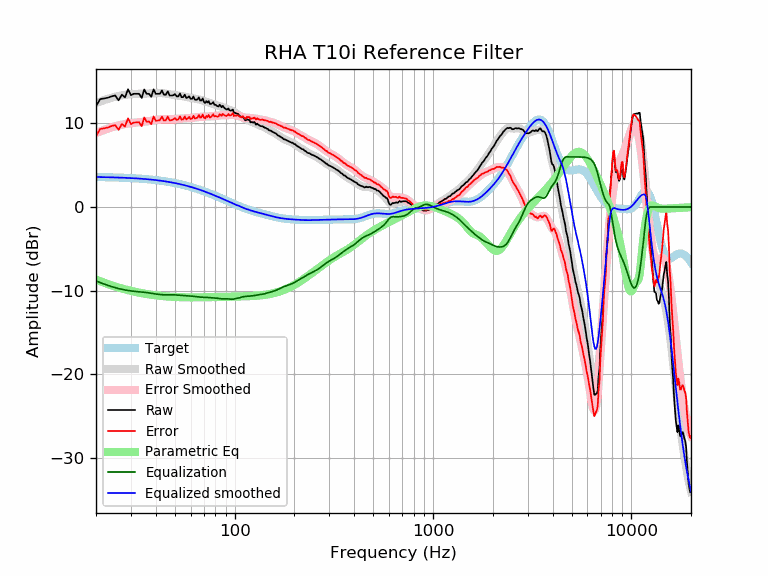 RHA T10i Reference Filter
Amplitude (dBr)
10
0
−10
−20
−30
Target
Raw Smoothed
Error Smoothed
Raw
Error
Parametric Eq
Equalization
Equalized smoothed
100
1000
10000
Frequency (Hz)